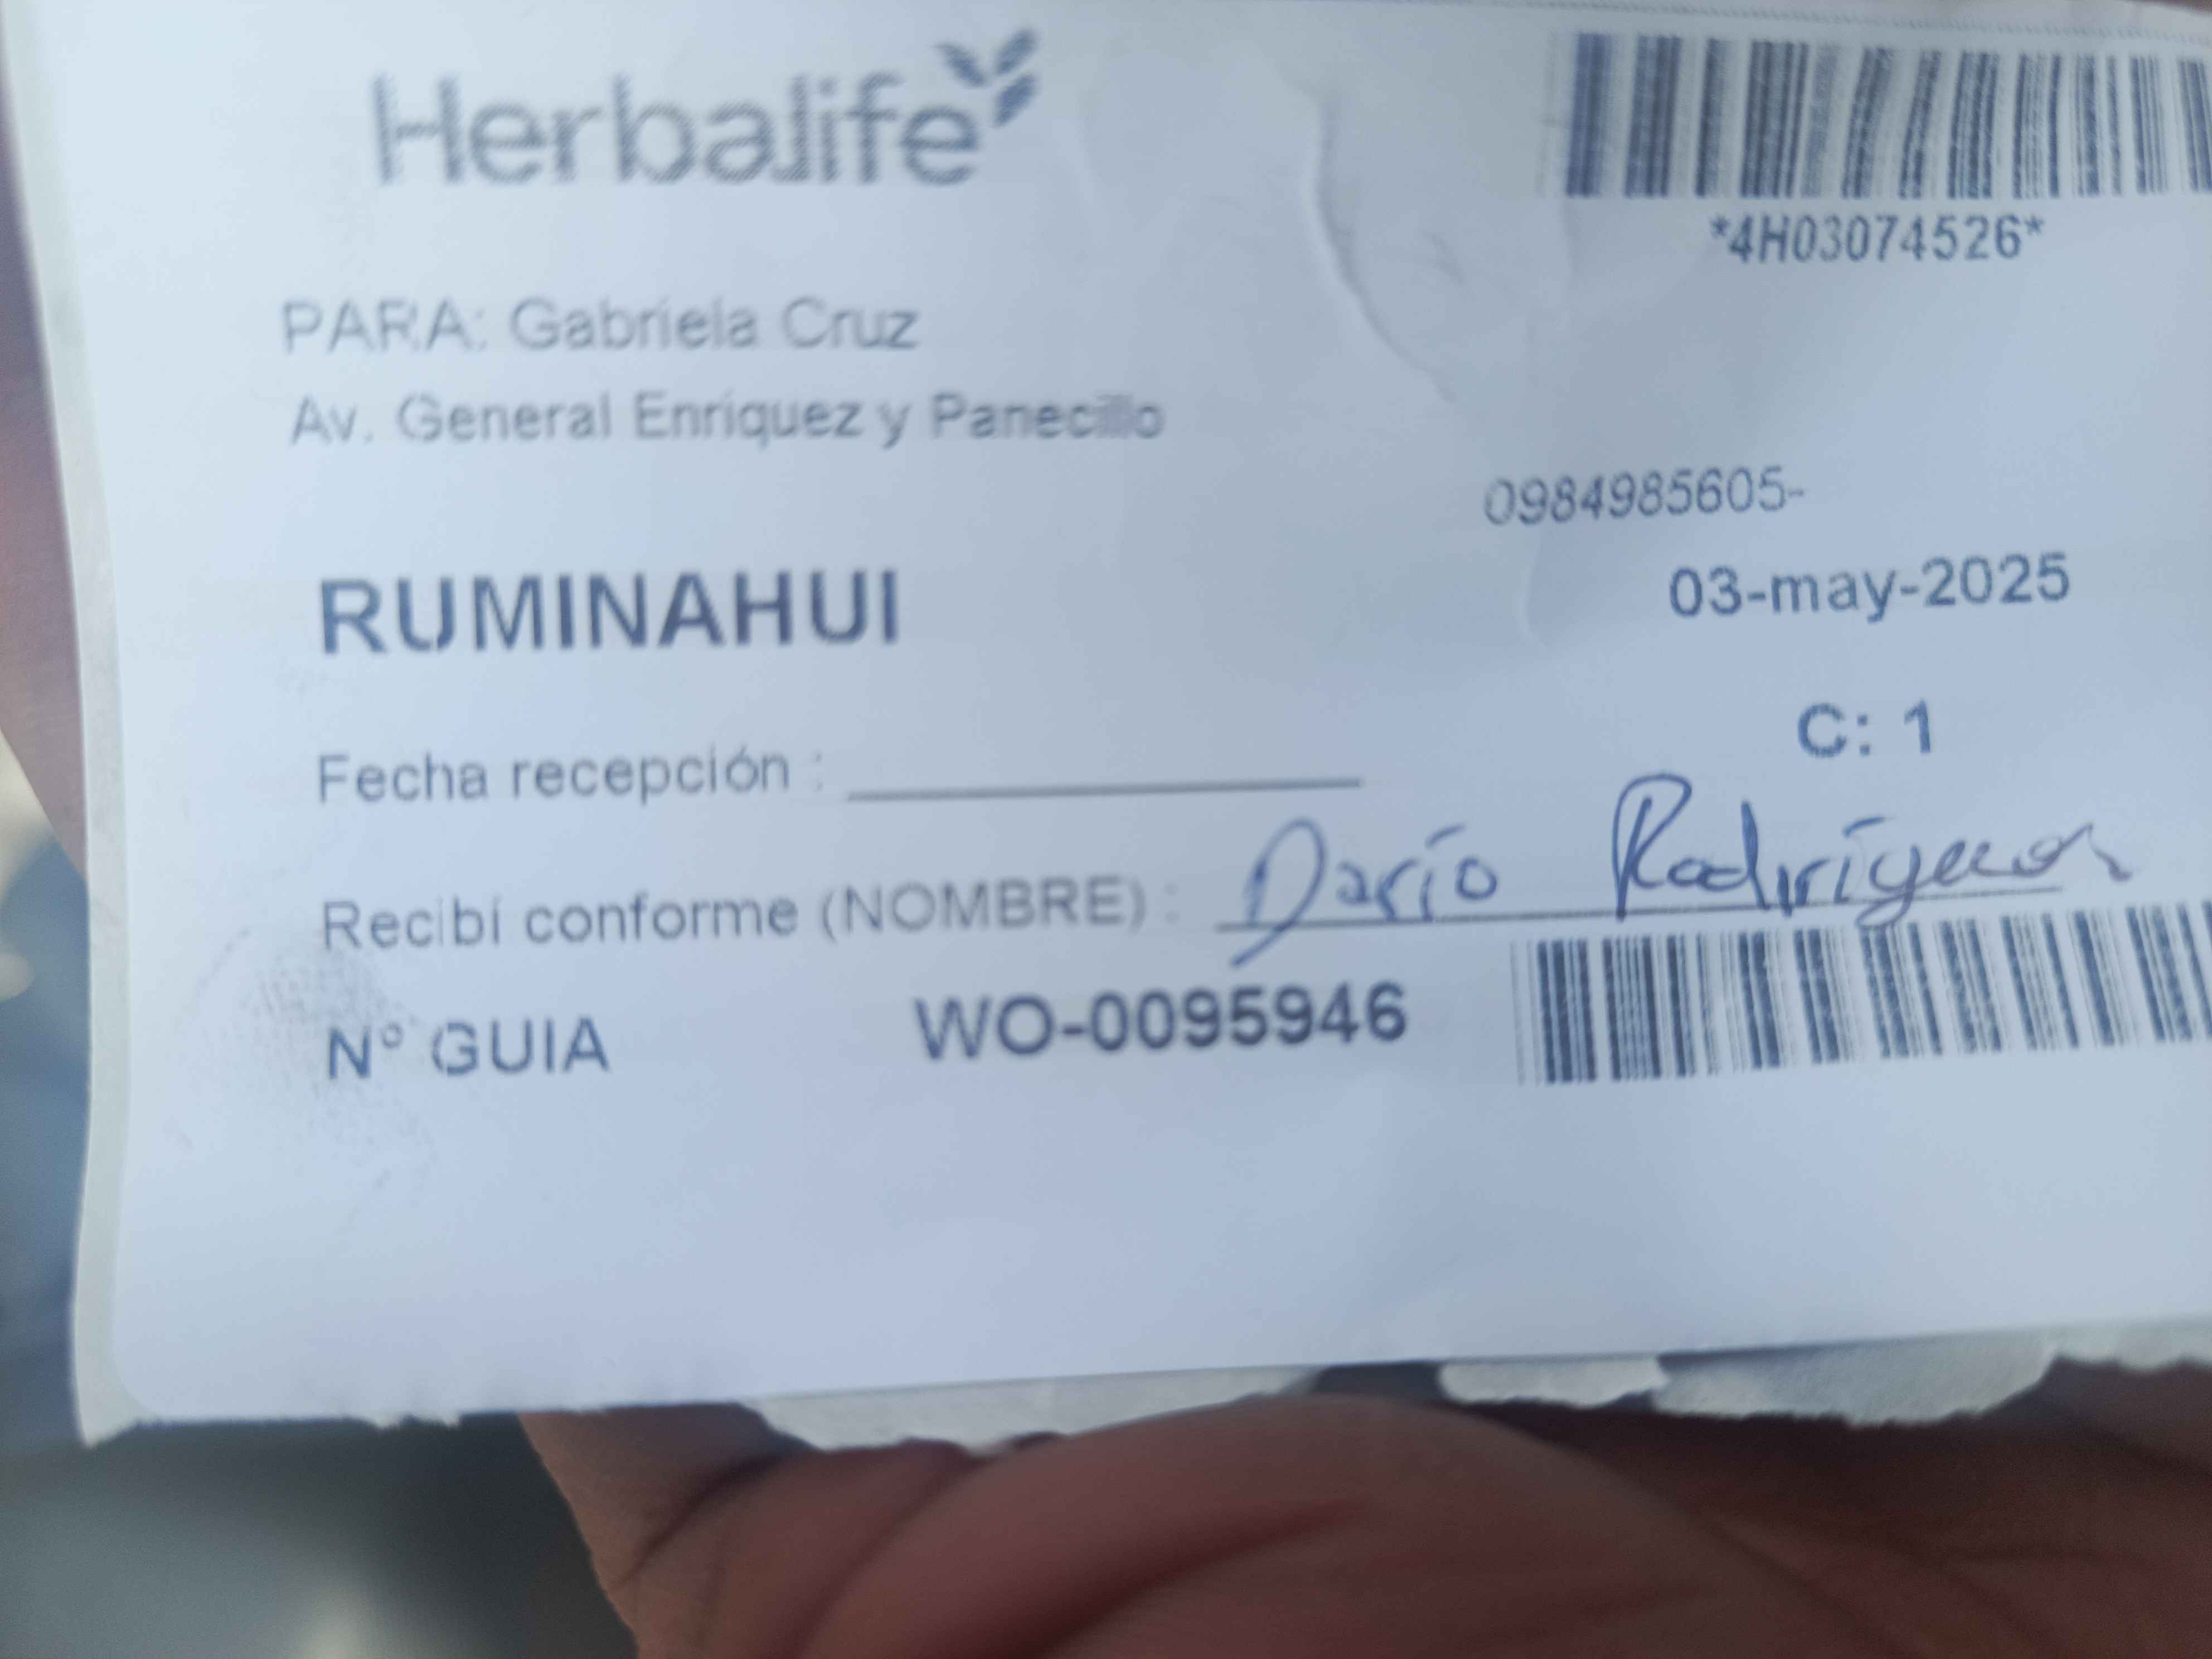 Herbalife
*4H03074526*
PARA: Gabriela Cruz
Av. General Enriquez y Panecillo
0984985605-
RUMINAHUI
03-may-2025
C: 1
Fecha recepción :
Recibí conforme (NOMBRE) : Darío Rodríguez
Nº GUIA WO-0095946